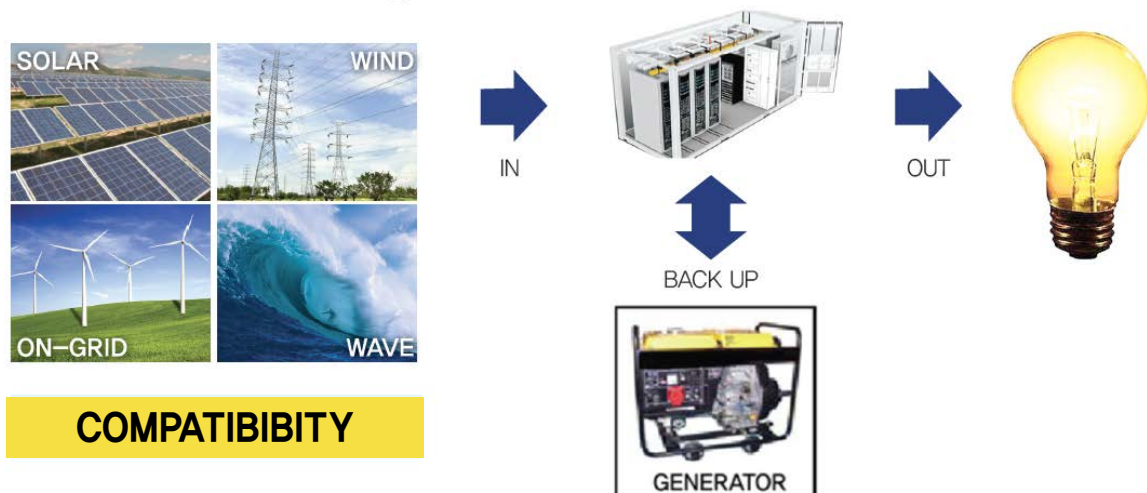 SOLAR
WIND
ON-GRID
WAVE
COMPATIBIBITY
IN
OUT
BACK UP
GENERATOR